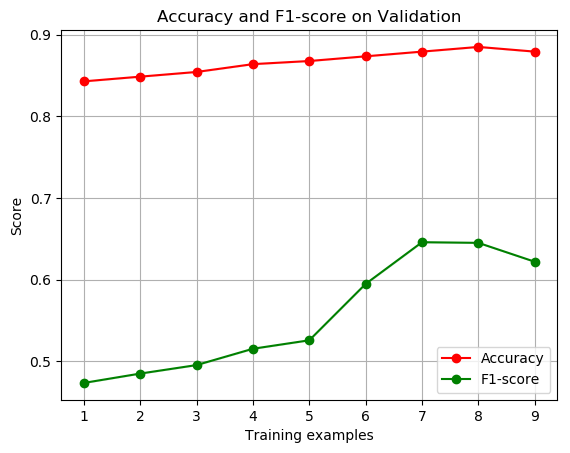 Accuracy and F1-score on Validation
0.9
0.8
0.7
0.6
0.5
Score
1 2 3 4 5 6 7 8 9
Training examples
Accuracy
F1-score